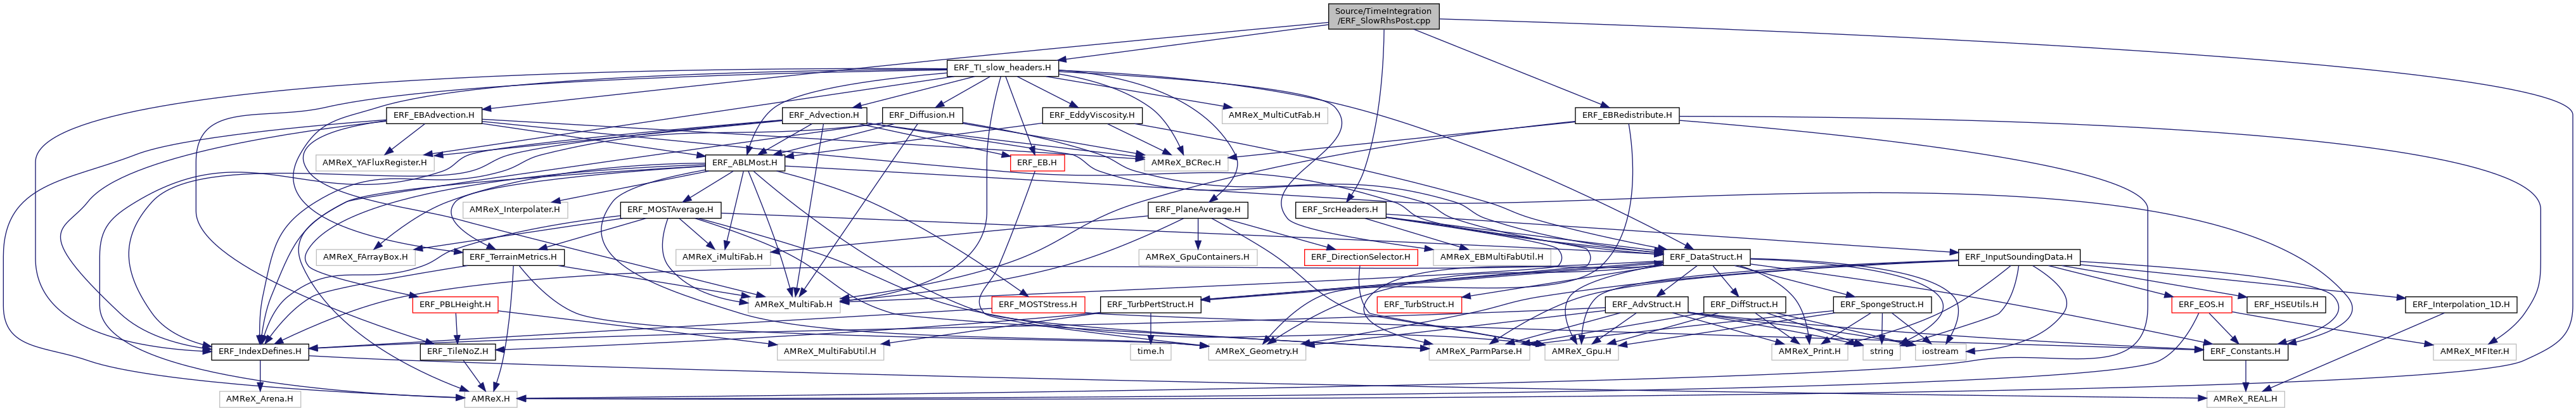 Source/TimeIntegration
/ERF_SlowRhsPost.cpp
ERF_TI_slow_headers.H
ERF_EBAdvection.H
ERF_Advection.H
ERF_Diffusion.H
ERF_EddyViscosity.H
AMReX_MultiCutFab.H
ERF_EBRedistribute.H
AMReX_YAFluxRegister.H
ERF_ABLMost.H
ERF_EB.H
AMReX_BCRec.H
AMReX_Interpolater.H
ERF_MOSTAverage.H
ERF_PlaneAverage.H
ERF_SrcHeaders.H
AMReX_FArrayBox.H
ERF_TerrainMetrics.H
AMReX_iMultiFab.H
AMReX_GpuContainers.H
ERF_DirectionSelector.H
AMReX_EBMultiFabUtil.H
ERF_DataStruct.H
ERF_InputSoundingData.H
ERF_PBLHeight.H
AMReX_MultiFab.H
ERF_MOSTStress.H
ERF_TurbPertStruct.H
ERF_TurbStruct.H
ERF_AdvStruct.H
ERF_DiffStruct.H
ERF_SpongeStruct.H
ERF_EOS.H
ERF_HSEUtils.H
ERF_Interpolation_1D.H
ERF_IndexDefines.H
ERF_TileNoZ.H
AMReX_MultiFabUtil.H
time.h
AMReX_Geometry.H
AMReX_ParmParse.H
AMReX_Gpu.H
AMReX_Print.H
string
iostream
ERF_Constants.H
AMReX_MFIter.H
AMReX_Arena.H
AMReX.H
AMReX_REAL.H